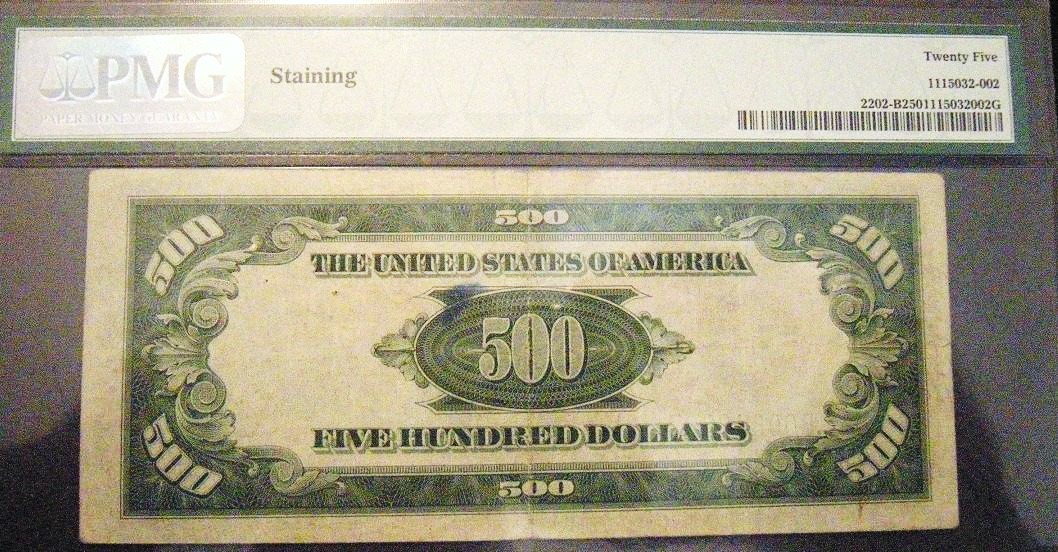 PMG
PAPER MONEY GUARANTY
Staining
Twenty Five
1115032-002
2202-B2501115032002G
500
500
500
THE UNITED STATES OF AMERICA
500
FIVE HUNDRED DOLLARS
500
500
500